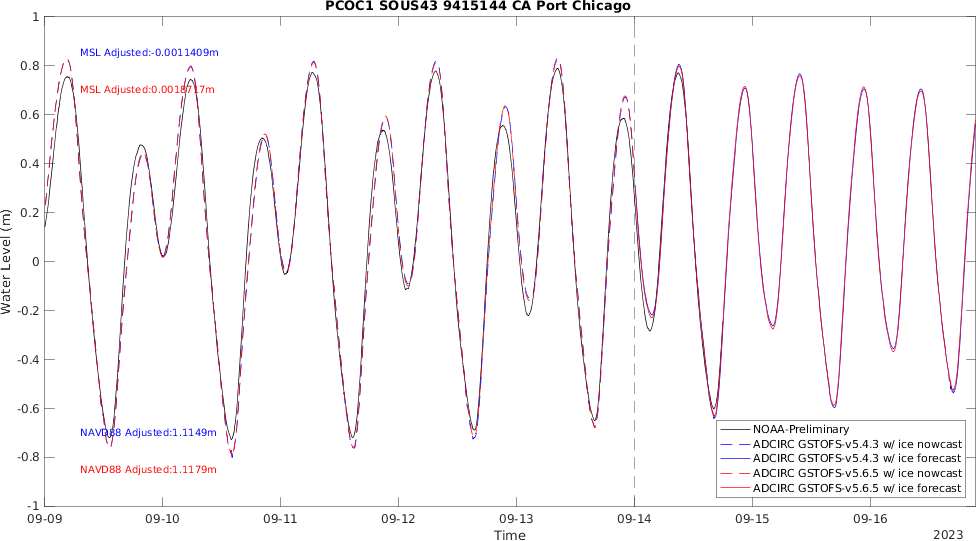 PCOC1 SOUS43 9415144 CA Port Chicago
1
0.8
0.6
0.4
0.2
0
-0.2
-0.4
-0.6
-0.8
-1
Water Level (m)
MSL Adjusted:-0.0011409m
MSL Adjusted:0.0018717m
NAVD88 Adjusted:1.1149m
NAVD88 Adjusted:1.1179m
NOAA-Preliminary
ADCIRC GSTOFS-v5.4.3 w/ ice nowcast
ADCIRC GSTOFS-v5.4.3 w/ ice forecast
ADCIRC GSTOFS-v5.6.5 w/ ice nowcast
ADCIRC GSTOFS-v5.6.5 w/ ice forecast
09-09 09-10 09-11 09-12 09-13 09-14 09-15 09-16
Time
2023